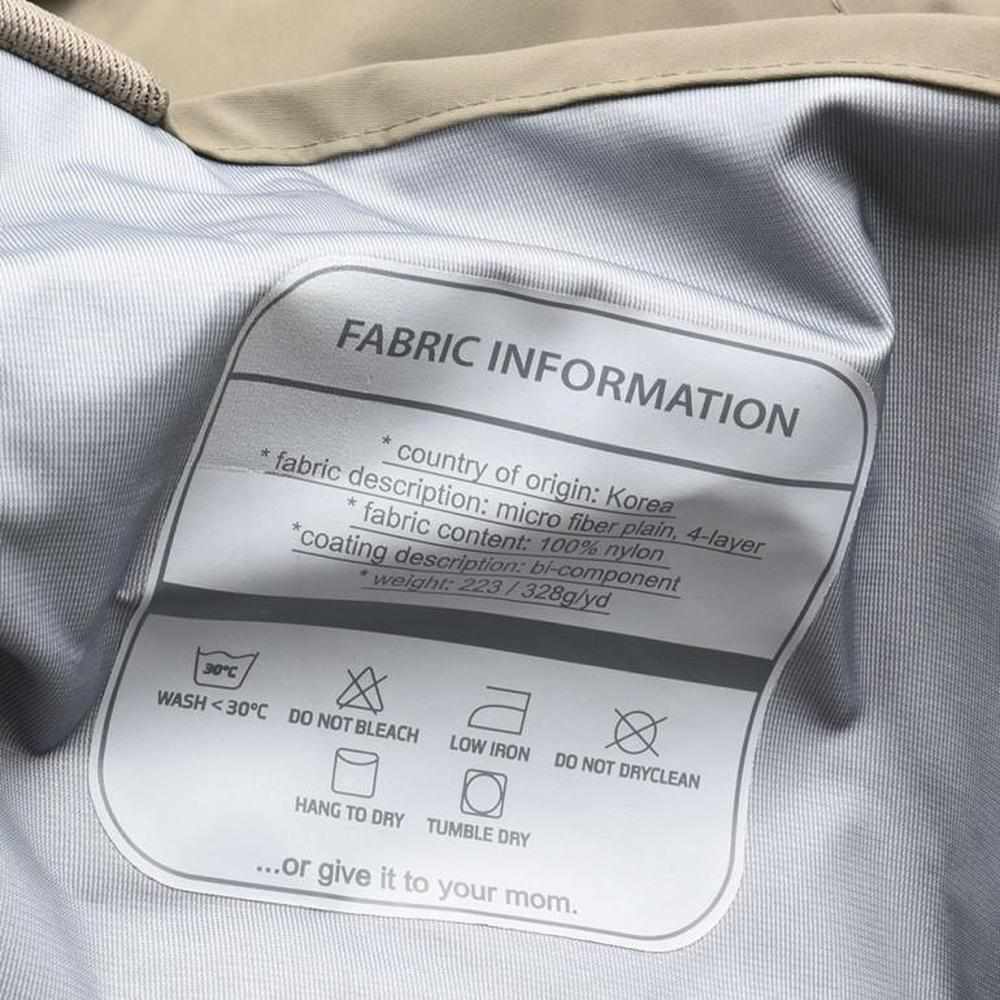 FABRIC INFORMATION
* country of origin: Korea
* fabric description: micro fiber plain, 4-layer
* fabric content: 100% nylon
*coating description: bi-component
* weight: 223 / 328g/yd
30°C
WASH < 30°C
DO NOT BLEACH
LOW IRON
DO NOT DRYCLEAN
HANG TO DRY
TUMBLE DRY
...or give it to your mom.